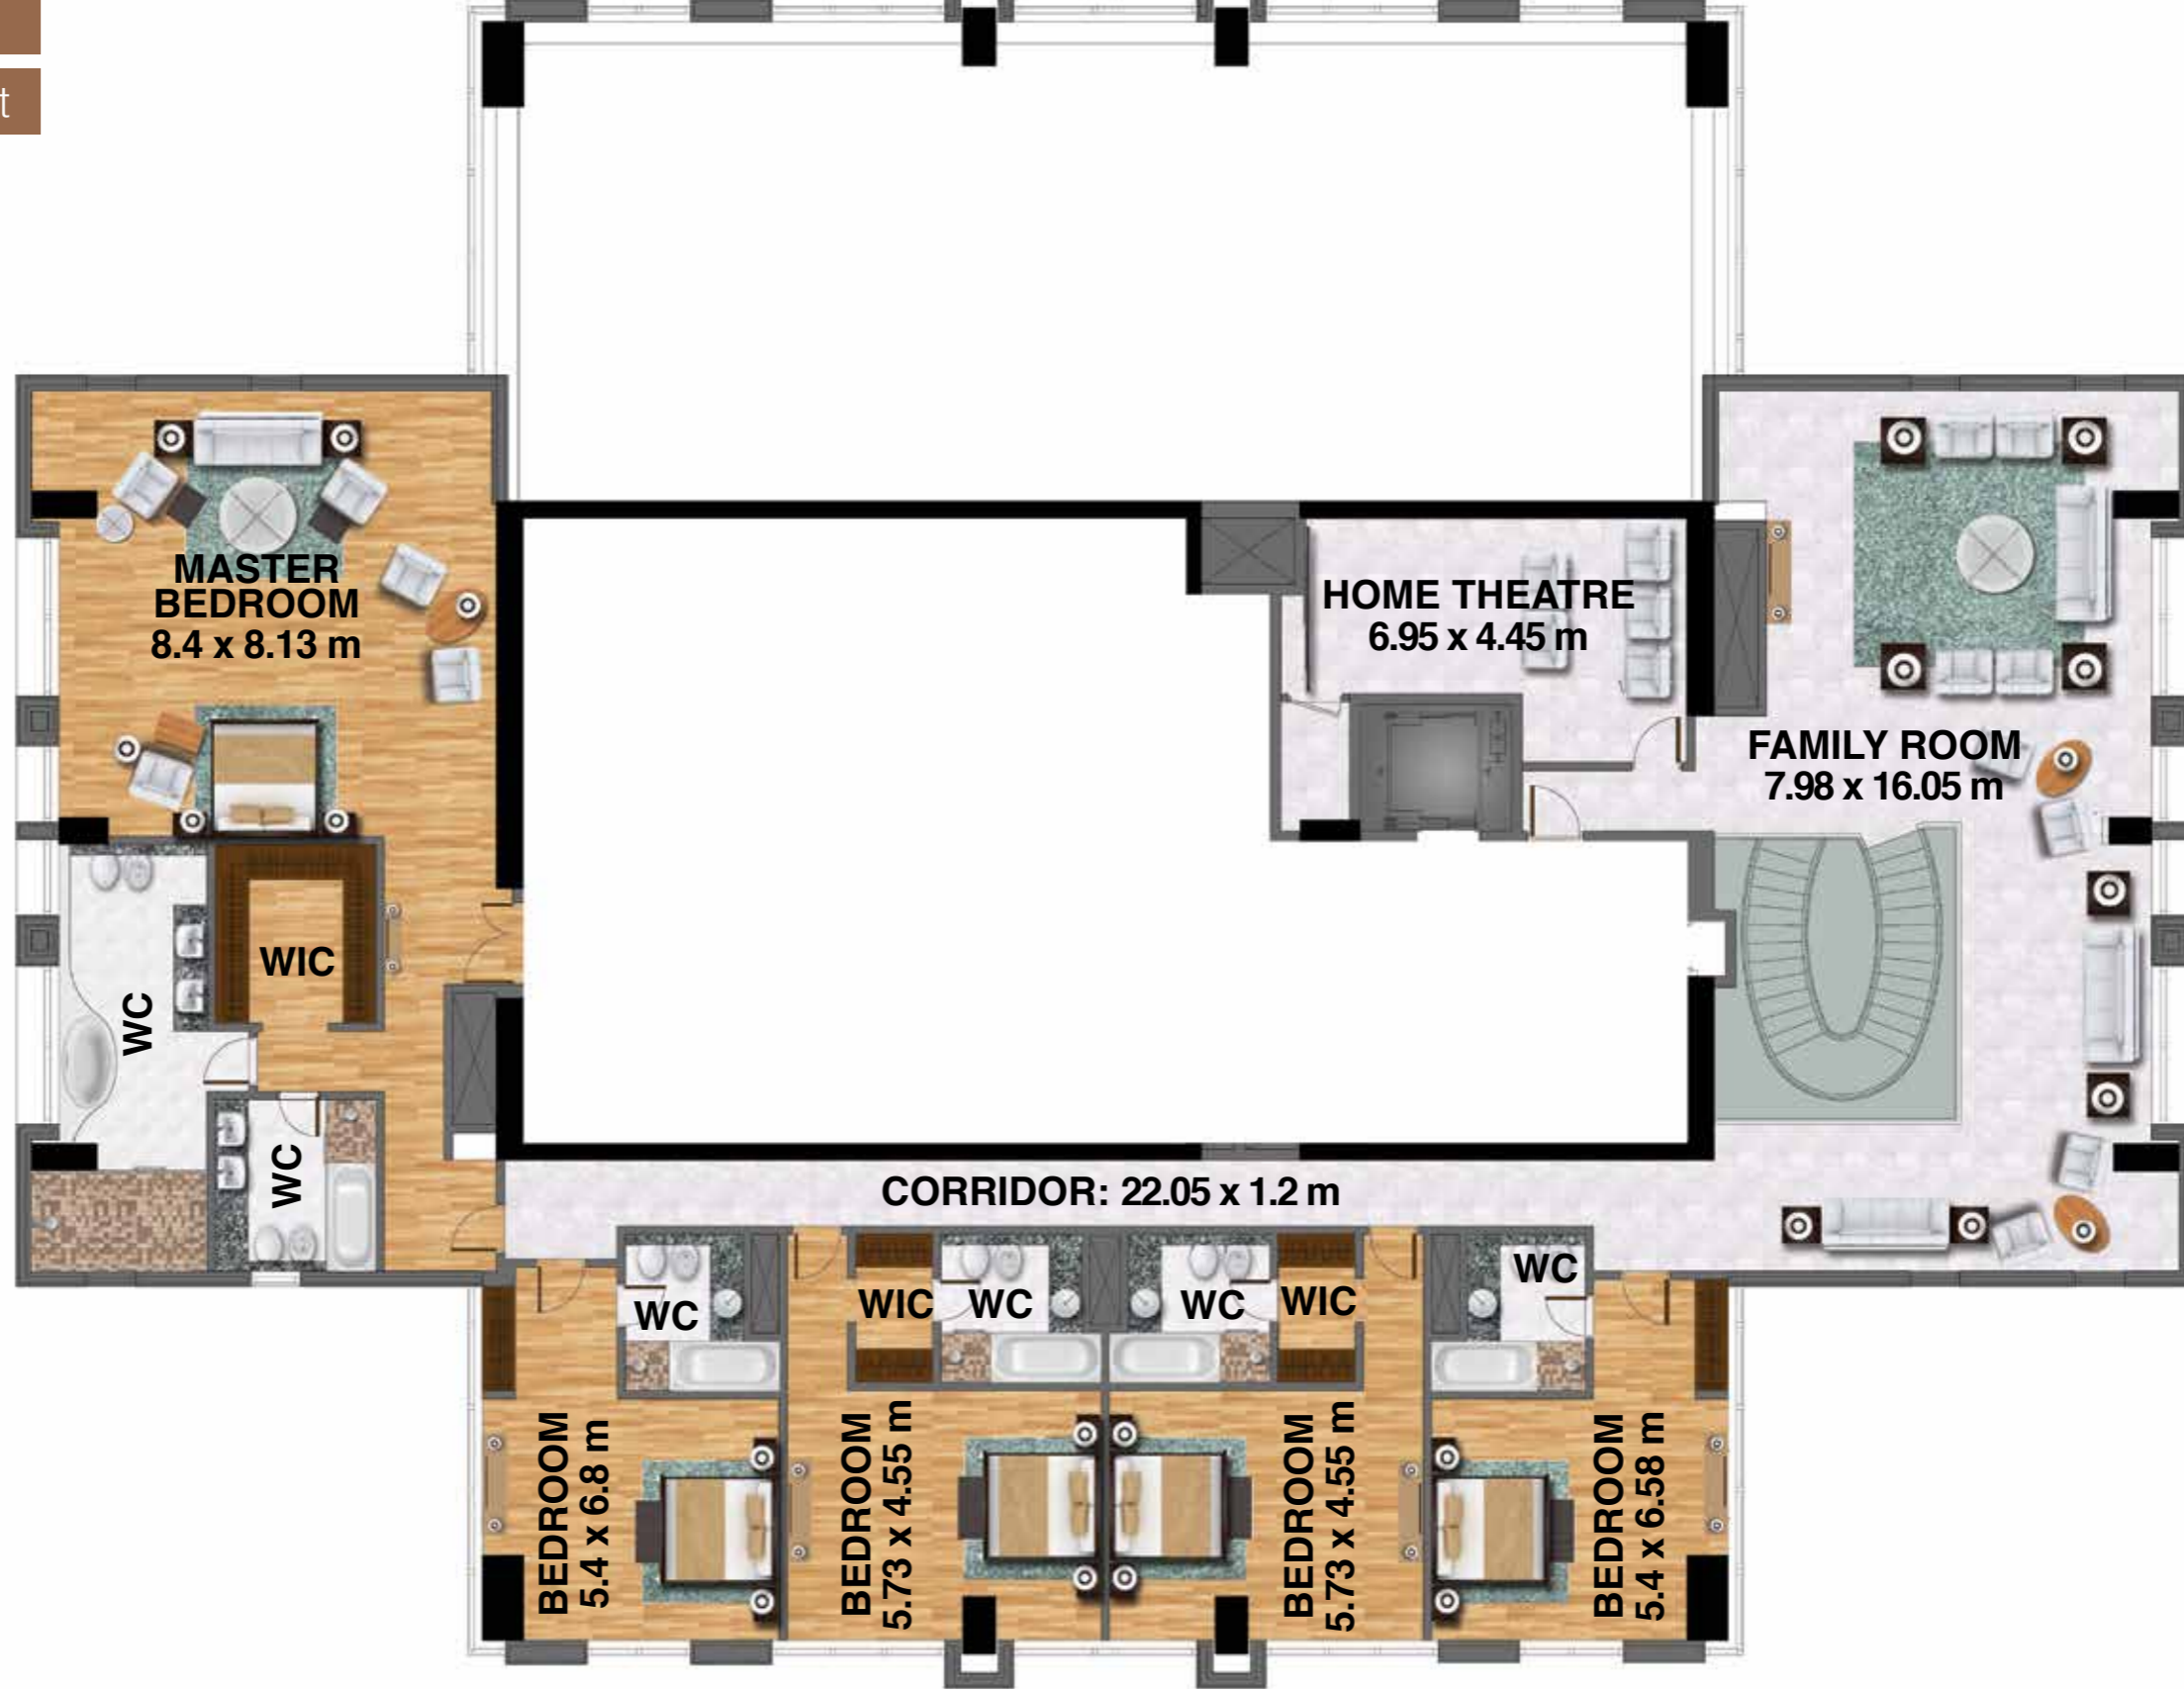 t
MASTER
BEDROOM
8.4 x 8.13 m
HOME THEATRE
6.95 x 4.45 m
FAMILY ROOM
7.98 x 16.05 m
WIC
WC
WC
CORRIDOR: 22.05 x 1.2 m
WC
WIC
WC
WC
WIC
WC
BEDROOM
5.4 x 6.8 m
BEDROOM
5.73 x 4.55 m
BEDROOM
5.73 x 4.55 m
BEDROOM
5.4 x 6.58 m